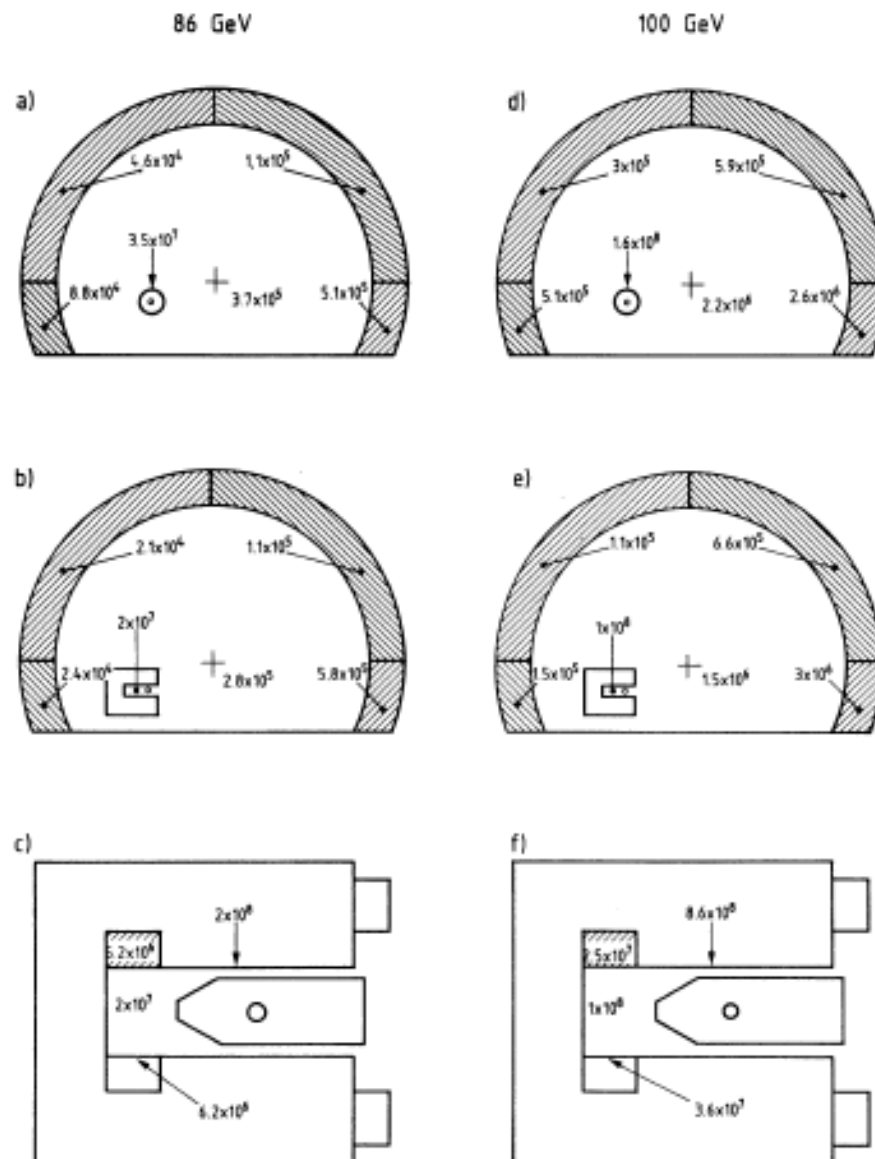 86 GeV 100 GeV
a) d)
4.6x10⁴ 1,1x10⁵ 3x10⁵ 5.9x10⁵
3.5x10⁷ 1.6x10⁸
8.8x10⁴ 3.7x10⁵ 5.1x10⁵ 5.1x10⁵ 2.2x10⁶ 2.6x10⁶
b) e)
2.1x10⁴ 1.1x10⁵ 1.1x10⁵ 6.6x10⁵
2x10⁷ 1x10⁸
2.4x10⁴ 2.8x10⁵ 5.8x10⁵ 1.5x10⁵ 1.5x10⁶ 3x10⁶
c) f)
2x10⁸ 8.6x10⁸
2x10⁷ 1x10⁸
6.2x10⁶ 3.6x10⁷